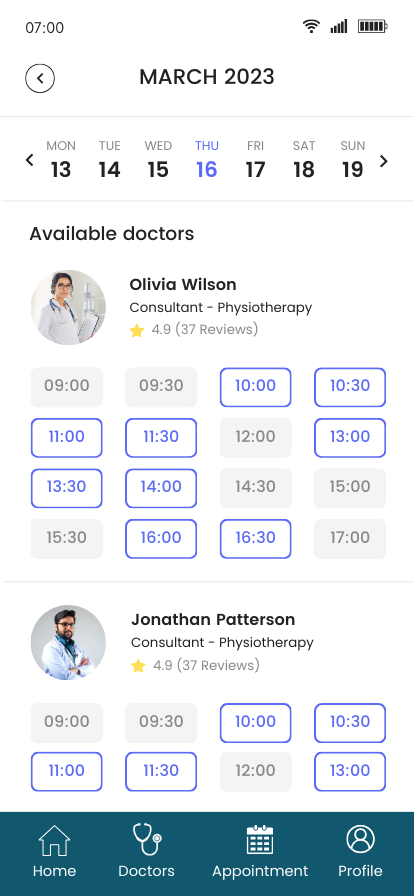 07:00
MARCH 2023
MON TUE WED THU FRI SAT SUN
13 14 15 16 17 18 19
Available doctors
Olivia Wilson
Consultant - Physiotherapy
4.9 (37 Reviews)
09:00 09:30 10:00 10:30
11:00 11:30 12:00 13:00
13:30 14:00 14:30 15:00
15:30 16:00 16:30 17:00
Jonathan Patterson
Consultant - Physiotherapy
4.9 (37 Reviews)
09:00 09:30 10:00 10:30
11:00 11:30 12:00 13:00
Home Doctors Appointment Profile